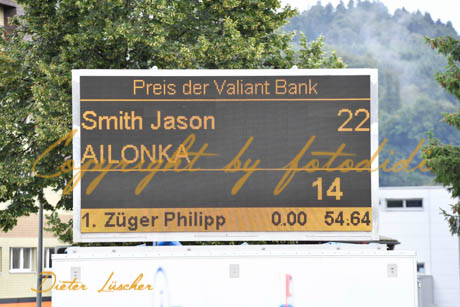 Preis der Valiant Bank
Smith Jason 22
AILONKA
Copyright by fotodidi
14
1. Züger Philipp 0.00 54.64
Dieter Lüscher